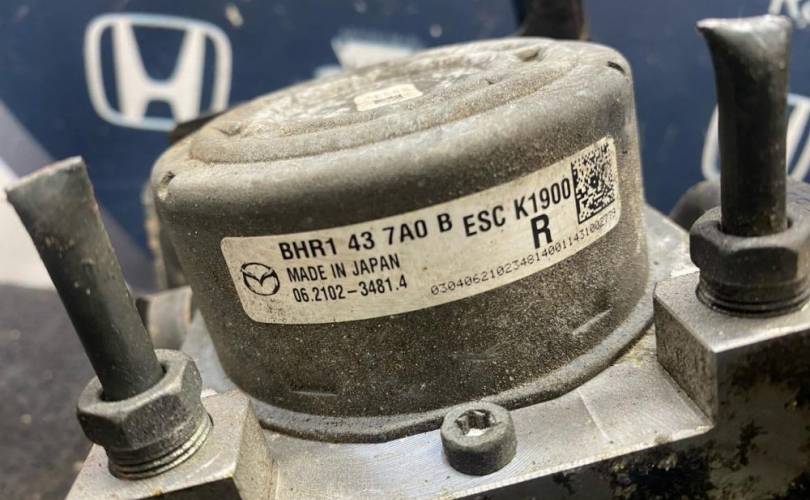 BHR1 43 7A0 B ESC K1900
MADE IN JAPAN R
06.2102-3481.4